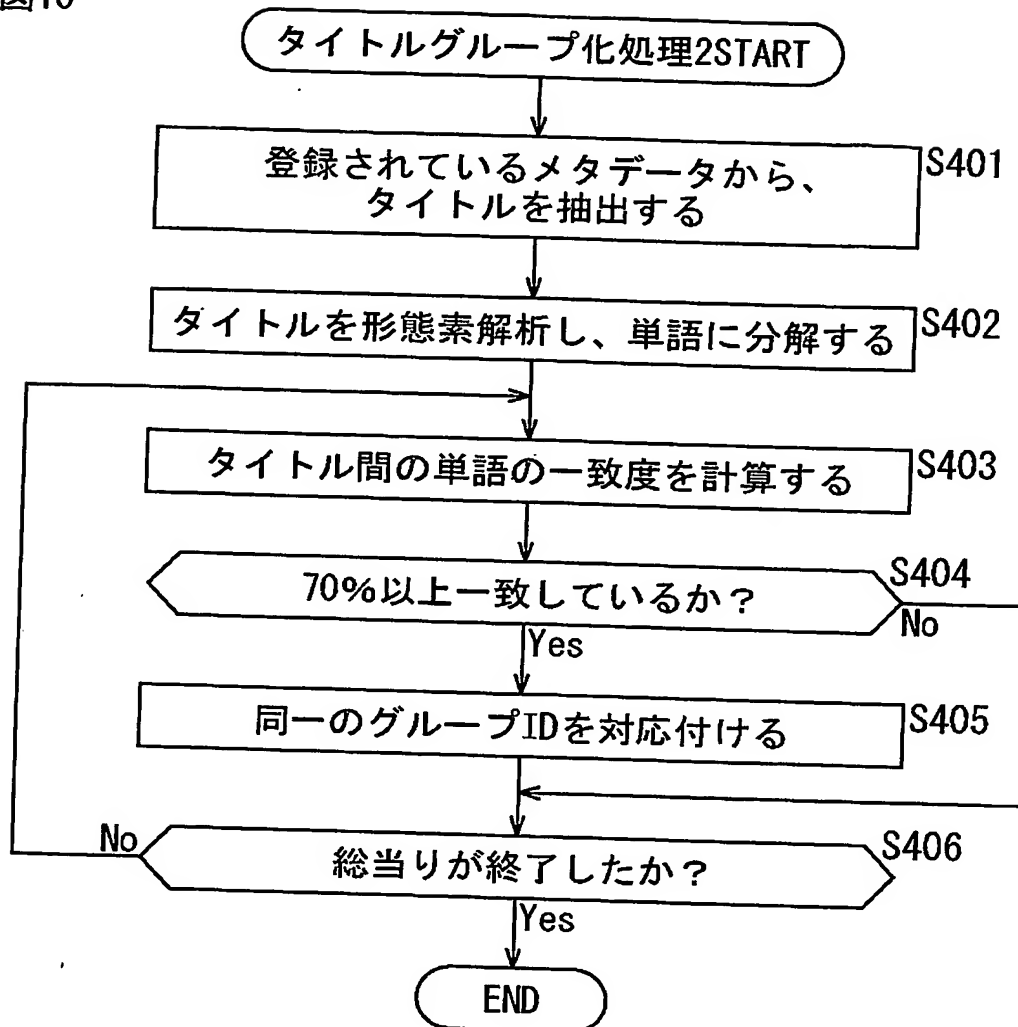 図10
タイトルグループ化処理2START
登録されているメタデータから、
タイトルを抽出する
S401
タイトルを形態素解析し、単語に分解する
S402
タイトル間の単語の一致度を計算する
S403
70%以上一致しているか?
S404
No
Yes
同一のグループIDを対応付ける
S405
No
総当りが終了したか?
S406
Yes
END